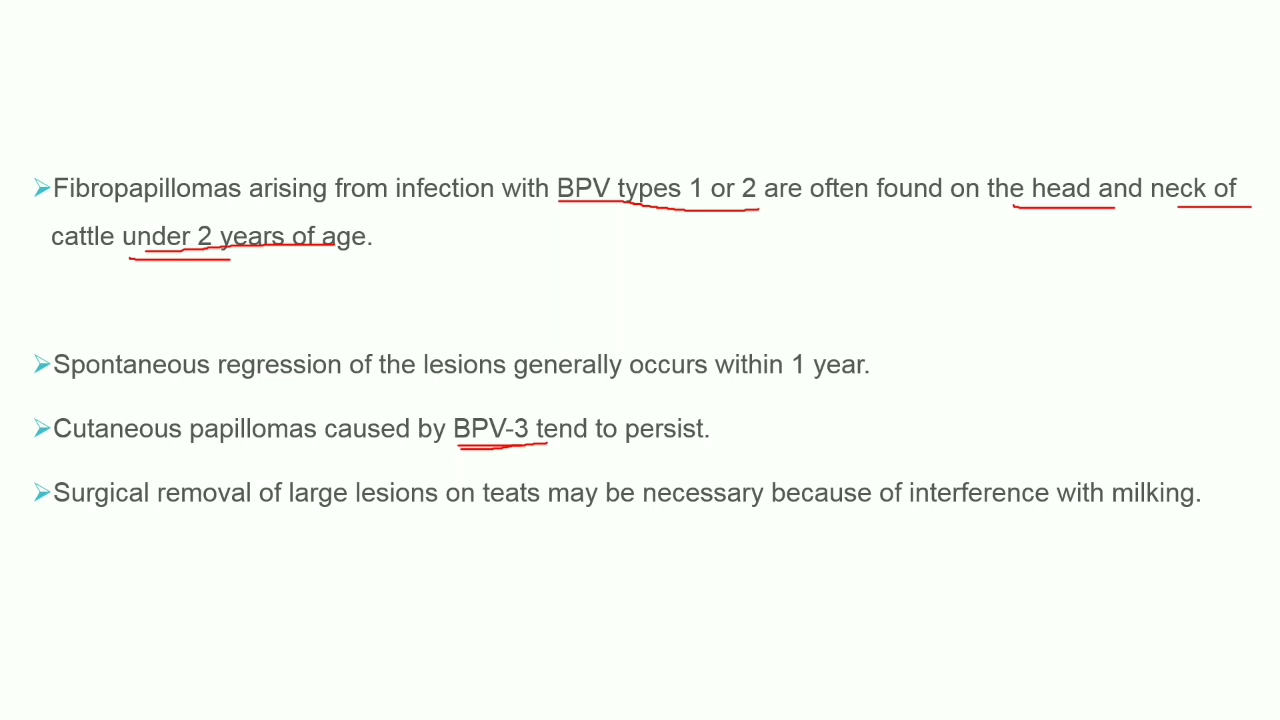 ➢Fibropapillomas arising from infection with BPV types 1 or 2 are often found on the head and neck of
cattle under 2 years of age.
➢Spontaneous regression of the lesions generally occurs within 1 year.
➢Cutaneous papillomas caused by BPV-3 tend to persist.
➢Surgical removal of large lesions on teats may be necessary because of interference with milking.